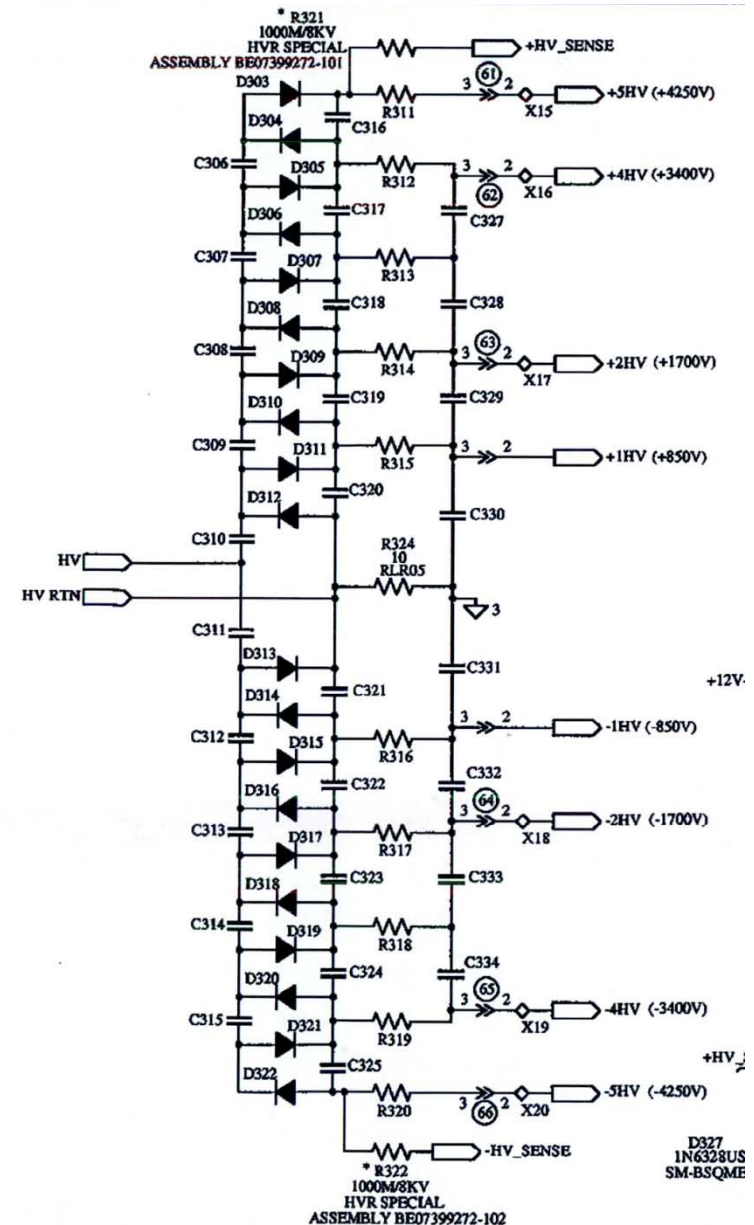 * R321
1000M/8KV
HVR SPECIAL
ASSEMBLY BE07399272-101
+HV_SENSE
D303
C316
R311
3 61 2
X15
+5HV (+4250V)
D304
C306
D305
R312
3 62 2
X16
+4HV (+3400V)
C317
C327
D306
C307
D307
R313
C318
C328
D308
C308
D309
R314
3 63 2
X17
+2HV (+1700V)
C319
C329
D310
C309
D311
R315
3 2
+1HV (+850V)
C320
D312
C330
C310
HV
R324
10
RLR05
HV RTN
3
C311
D313
C331
C321
+12V-
D314
3 2
-1HV (-850V)
C312
D315
R316
C322
C332
D316
3 64 2
X18
-2HV (-1700V)
C313
D317
R317
C323
C333
D318
C314
D319
R318
C324
C334
D320
3 65 2
X19
-4HV (-3400V)
C315
D321
R319
C325
+HV_S
D322
R320
3 66 2
X20
-5HV (-4250V)
-HV_SENSE
D327
1N6328US
SM-BSQME
* R322
1000M/8KV
HVR SPECIAL
ASSEMBLY BE07399272-102